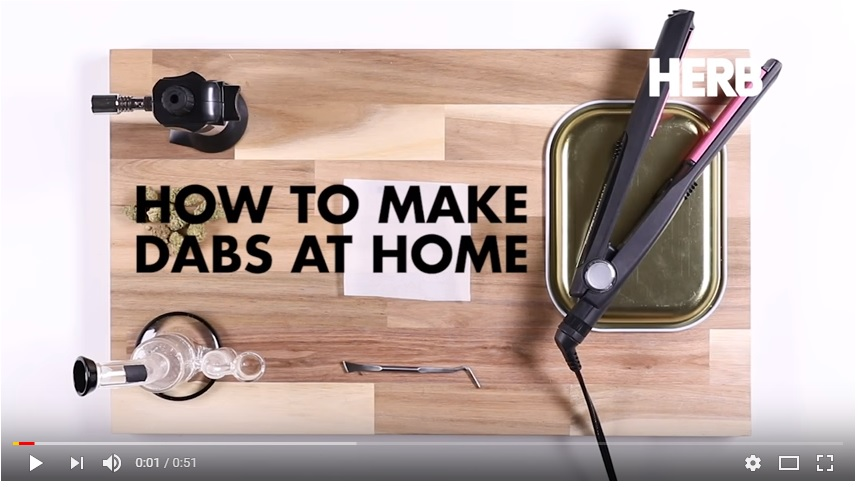 HERB
HOW TO MAKE
DABS AT HOME
0:01 / 0:51